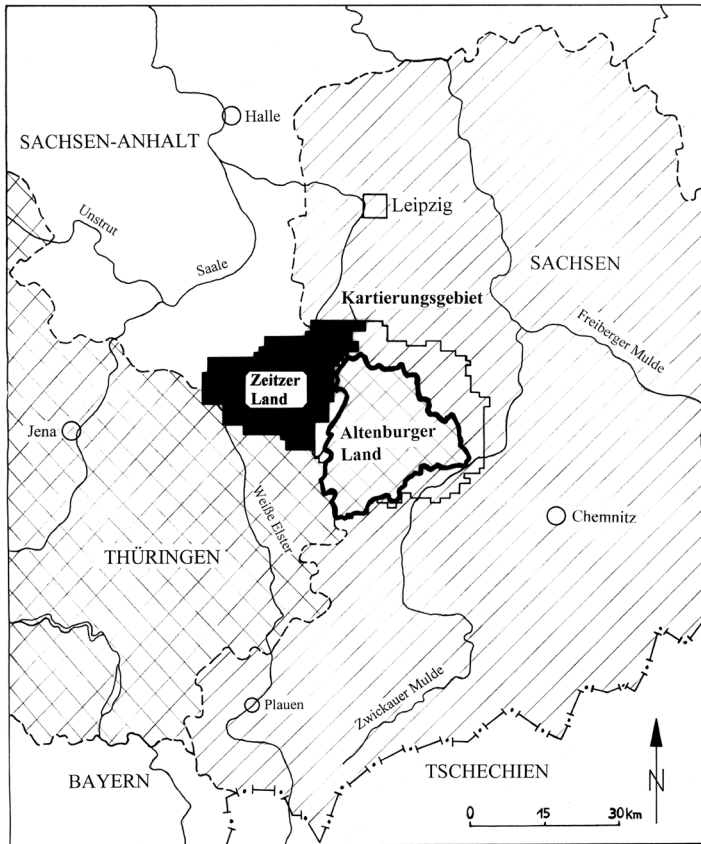 Halle
SACHSEN-ANHALT
Leipzig
Unstrut
Saale
SACHSEN
Kartierungsgebiet
Freiberger Mulde
Zeitzer
Land
Jena
Altenburger
Land
Weiße Elster
Chemnitz
THÜRINGEN
Plauen
Zwickauer Mulde
BAYERN
TSCHECHIEN
N
0 15 30 km